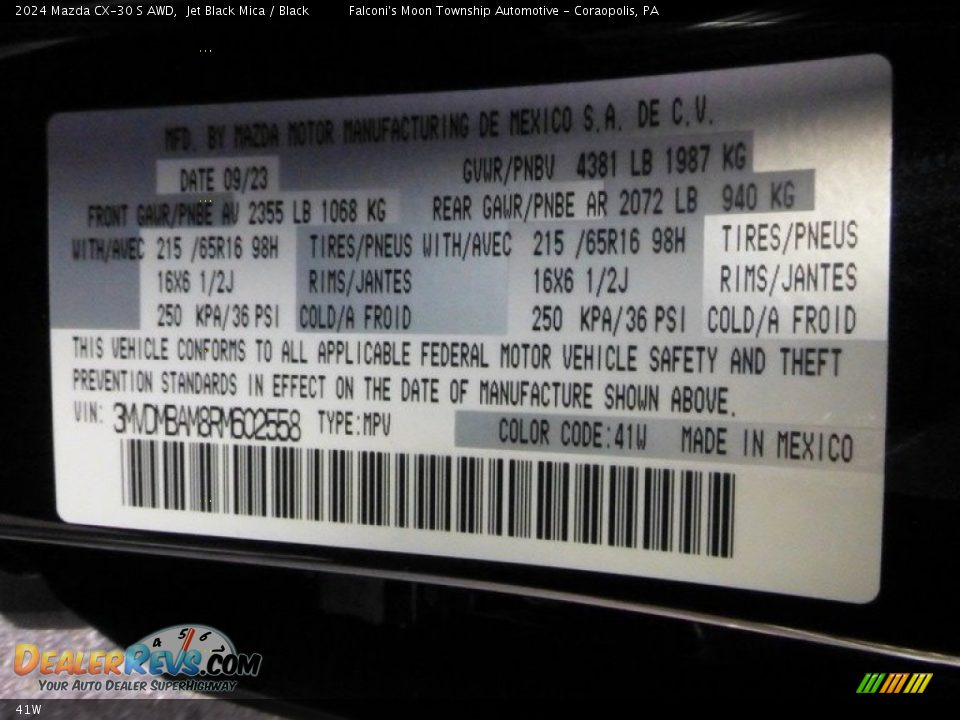 2024 Mazda CX-30 S AWD, Jet Black Mica / Black Falconi's Moon Township Automotive - Coraopolis, PA
...
MFD. BY MAZDA MOTOR MANUFACTURING DE MEXICO S.A. DE C.V.
DATE 09/23 GVWR/PNBV 4381 LB 1987 KG
FRONT GAWR/PNBE AV 2355 LB 1068 KG REAR GAWR/PNBE AR 2072 LB 940 KG
WITH/AVEC 215 /65R16 98H TIRES/PNEUS WITH/AVEC 215 /65R16 98H TIRES/PNEUS
16X6 1/2J RIMS/JANTES 16X6 1/2J RIMS/JANTES
250 KPA/36 PSI COLD/A FROID 250 KPA/36 PSI COLD/A FROID
THIS VEHICLE CONFORMS TO ALL APPLICABLE FEDERAL MOTOR VEHICLE SAFETY AND THEFT
PREVENTION STANDARDS IN EFFECT ON THE DATE OF MANUFACTURE SHOWN ABOVE.
VIN: 3MVDMBAM8RM602558 TYPE:MPV COLOR CODE:41W MADE IN MEXICO
4 5 6
DEALERREVS.COM
YOUR AUTO DEALER SUPERHIGHWAY
41W